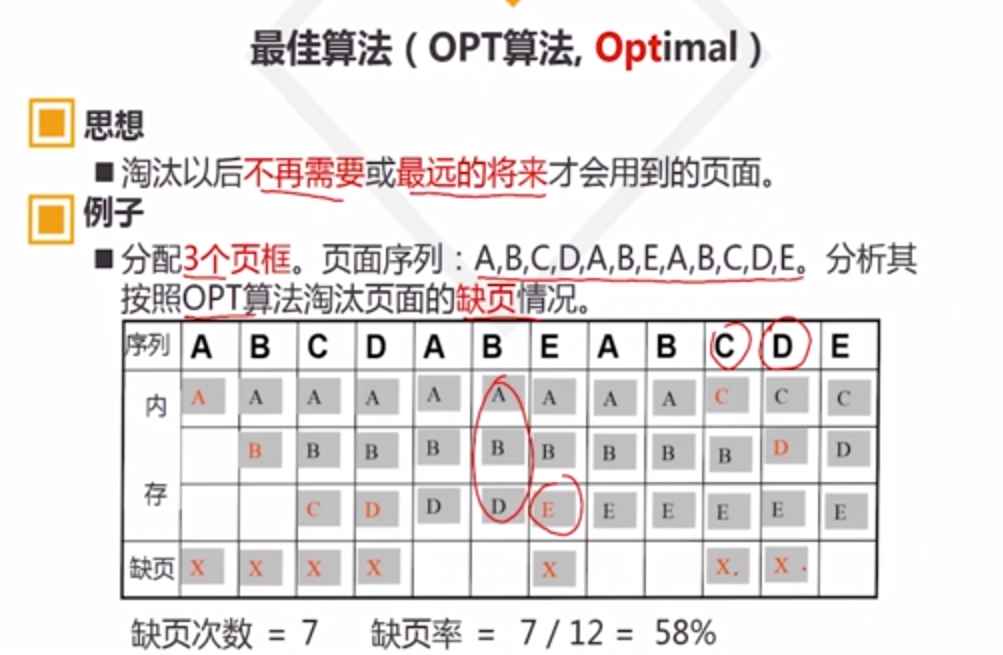 最佳算法（OPT算法, Optimal）
思想
■ 淘汰以后不再需要或最远的将来才会用到的页面。
例子
■ 分配3个页框。页面序列：A,B,C,D,A,B,E,A,B,C,D,E。分析其
按照OPT算法淘汰页面的缺页情况。
序列 A B C D A B E A B C D E
内 A A A A A A A A A C C C
B B B B B B B B B D D
存 C D D D E E E E E E
缺页 X X X X X X. X.
缺页次数 = 7 缺页率 = 7 / 12 = 58%